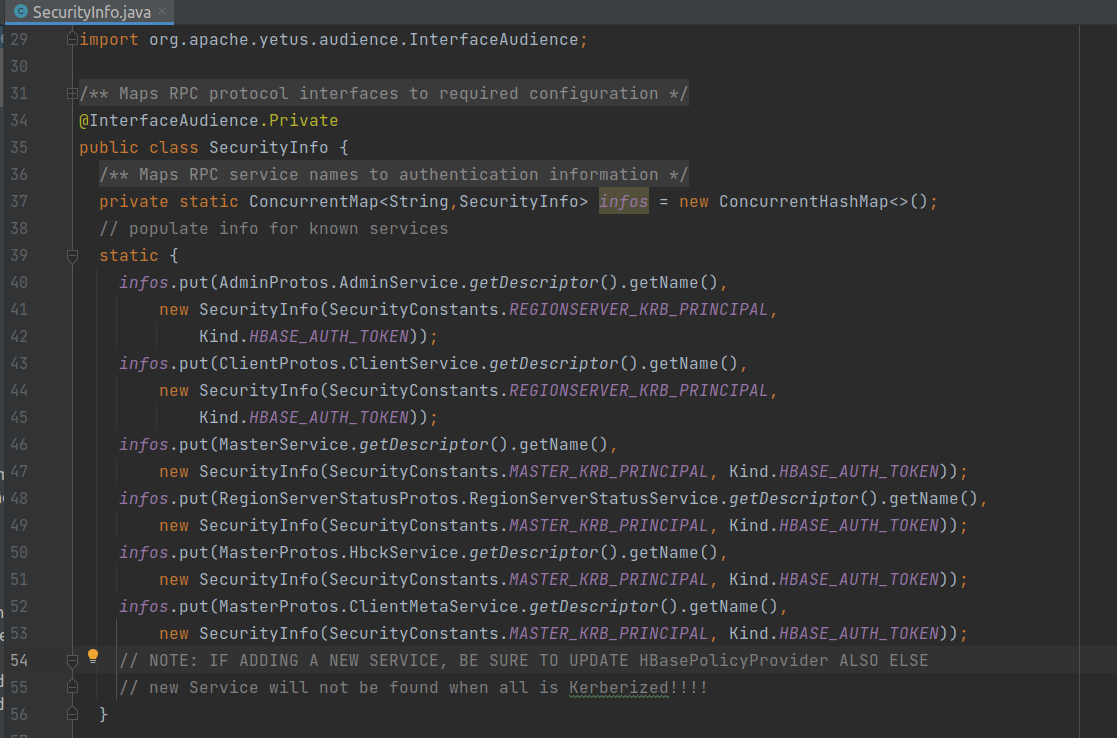 SecurityInfo.java
29 import org.apache.yetus.audience.InterfaceAudience;
30
31 /** Maps RPC protocol interfaces to required configuration */
34 @InterfaceAudience.Private
35 public class SecurityInfo {
36 /** Maps RPC service names to authentication information */
37 private static ConcurrentMap<String,SecurityInfo> infos = new ConcurrentHashMap<>();
38 // populate info for known services
39 static {
40 infos.put(AdminProtos.AdminService.getDescriptor().getName(),
41 new SecurityInfo(SecurityConstants.REGIONSERVER_KRB_PRINCIPAL,
42 Kind.HBASE_AUTH_TOKEN));
43 infos.put(ClientProtos.ClientService.getDescriptor().getName(),
44 new SecurityInfo(SecurityConstants.REGIONSERVER_KRB_PRINCIPAL,
45 Kind.HBASE_AUTH_TOKEN));
46 infos.put(MasterService.getDescriptor().getName(),
47 new SecurityInfo(SecurityConstants.MASTER_KRB_PRINCIPAL, Kind.HBASE_AUTH_TOKEN));
48 infos.put(RegionServerStatusProtos.RegionServerStatusService.getDescriptor().getName(),
49 new SecurityInfo(SecurityConstants.MASTER_KRB_PRINCIPAL, Kind.HBASE_AUTH_TOKEN));
50 infos.put(MasterProtos.HbckService.getDescriptor().getName(),
51 new SecurityInfo(SecurityConstants.MASTER_KRB_PRINCIPAL, Kind.HBASE_AUTH_TOKEN));
52 infos.put(MasterProtos.ClientMetaService.getDescriptor().getName(),
53 new SecurityInfo(SecurityConstants.MASTER_KRB_PRINCIPAL, Kind.HBASE_AUTH_TOKEN));
54 // NOTE: IF ADDING A NEW SERVICE, BE SURE TO UPDATE HBasePolicyProvider ALSO ELSE
55 // new Service will not be found when all is Kerberized!!!!
56 }